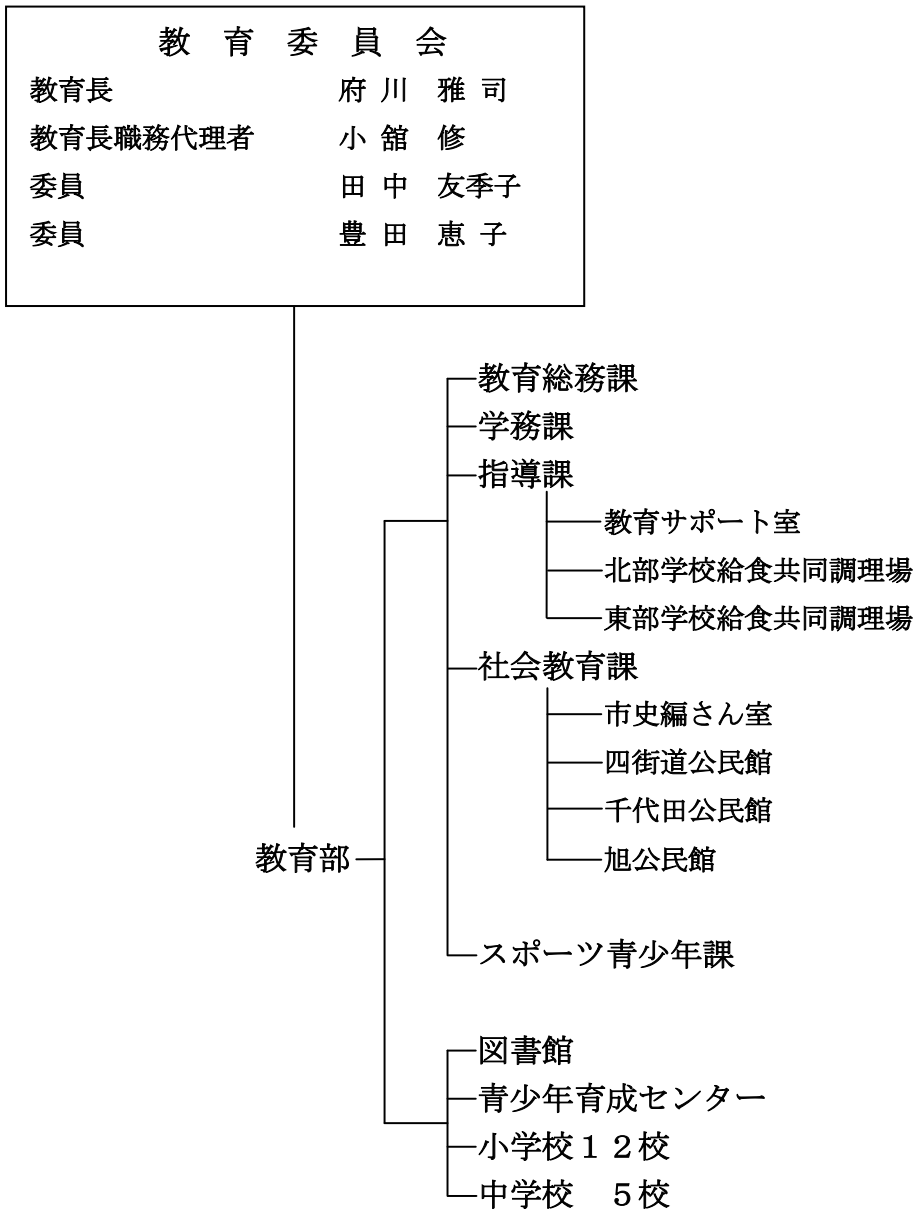 教　育　委　員　会
教育長　府 川　雅 司
教育長職務代理者　小 舘　修
委員　田 中　友季子
委員　豊 田　恵 子
教育総務課
学務課
指導課
教育サポート室
北部学校給食共同調理場
東部学校給食共同調理場
社会教育課
市史編さん室
四街道公民館
千代田公民館
旭公民館
教育部
スポーツ青少年課
図書館
青少年育成センター
小学校１２校
中学校　５校